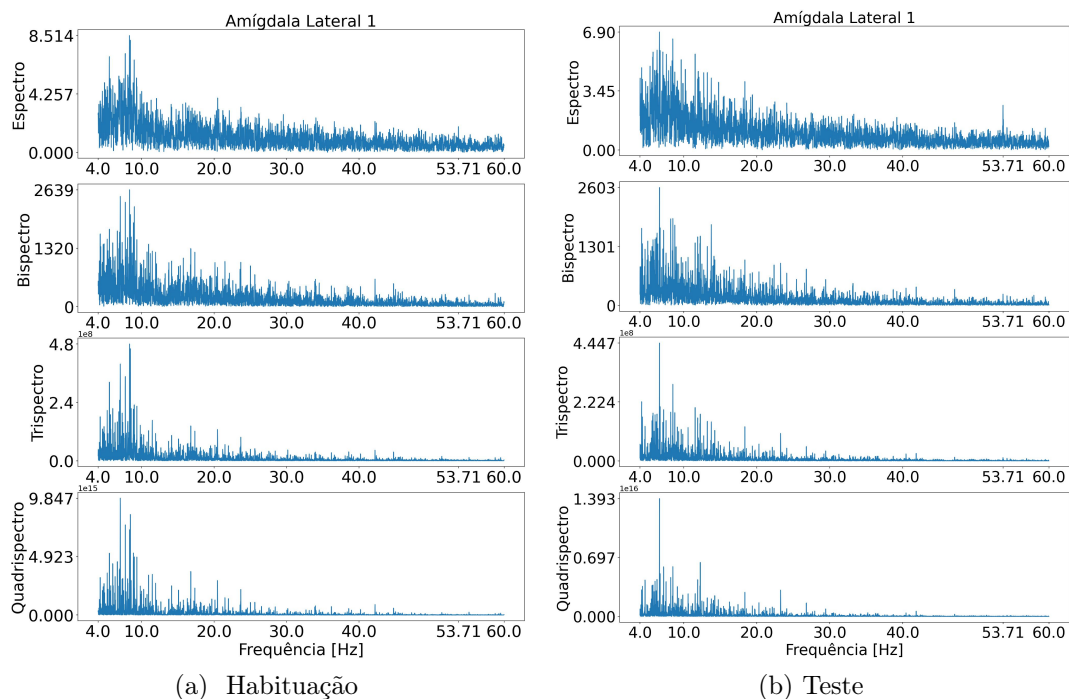 Amígdala Lateral 1
8.514
4.257
0.000
Espectro
4.0 10.0 20.0 30.0 40.0 53.71 60.0
2639
1320
0
Bispectro
4.0 10.0 20.0 30.0 40.0 53.71 60.0
1e8
4.8
2.4
0.0
Trispectro
4.0 10.0 20.0 30.0 40.0 53.71 60.0
1e15
9.847
4.923
0.000
Quadrispectro
4.0 10.0 20.0 30.0 40.0 53.71 60.0
Frequência [Hz]
(a) Habituação
Amígdala Lateral 1
6.90
3.45
0.00
Espectro
4.0 10.0 20.0 30.0 40.0 53.71 60.0
2603
1301
0
Bispectro
4.0 10.0 20.0 30.0 40.0 53.71 60.0
1e8
4.447
2.224
0.000
Trispectro
4.0 10.0 20.0 30.0 40.0 53.71 60.0
1e16
1.393
0.697
0.000
Quadrispectro
4.0 10.0 20.0 30.0 40.0 53.71 60.0
Frequência [Hz]
(b) Teste